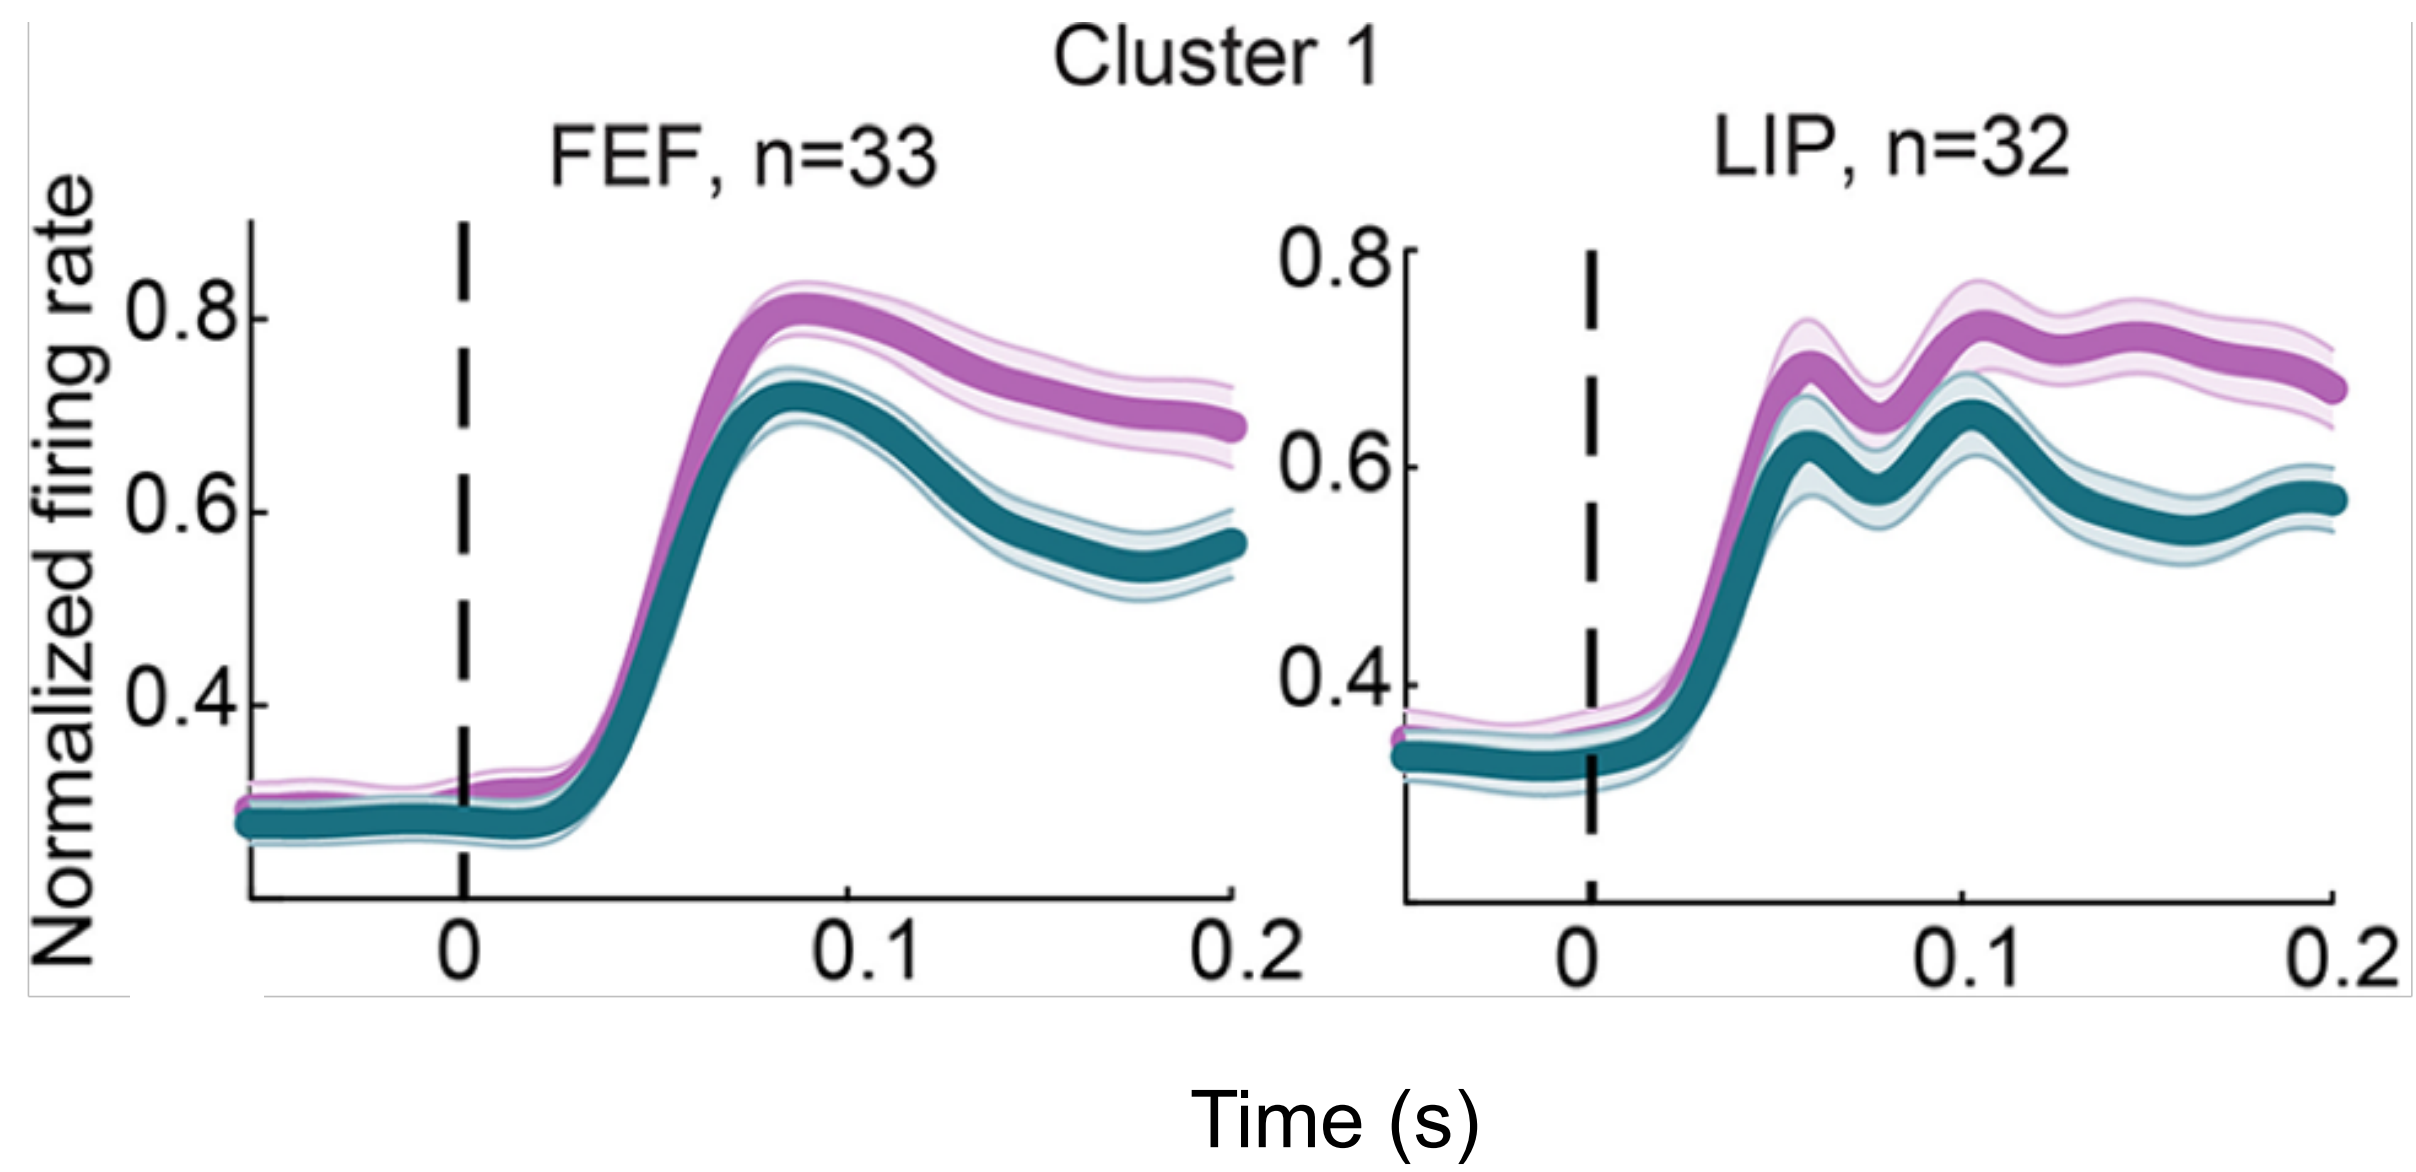 Cluster 1
FEF, n=33
LIP, n=32
Normalized firing rate
0.8
0.6
0.4
0
0.1
0.2
0.8
0.6
0.4
0
0.1
0.2
Time (s)